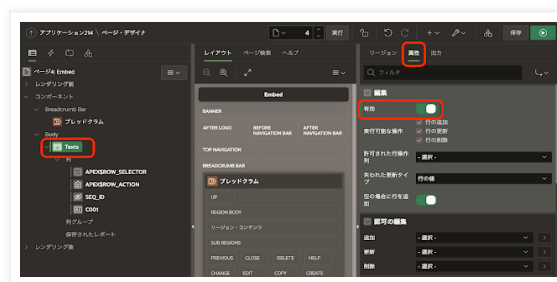 アプリケーション214 \ ページ・デザイナ
4
実行
保存
ページ4: Embed
レンダリング前
コンポーネント
Breadcrumb Bar
ブレッドクラム
Body
Texts
列
APEX$ROW_SELECTOR
APEX$ROW_ACTION
SEQ_ID
C001
列グループ
保存されたレポート
レンダリング後
レイアウト
ページ検索
ヘルプ
Embed
BANNER
AFTER LOGO
BEFORE NAVIGATION BAR
AFTER NAVIGATION BAR
TOP NAVIGATION
BREADCRUMB BAR
ブレッドクラム
UP
REGION BODY
リージョン・コンテンツ
SUB REGIONS
PREVIOUS
CLOSE
DELETE
HELP
CHANGE
EDIT
COPY
CREATE
リージョン
属性
出力
フィルタ
編集
有効
実行可能な操作
行の追加
行の更新
行の削除
許可された行操作列
- 選択 -
失われた更新タイプ
行の値
空の場合に行を追加
認可の編集
追加
- 選択 -
更新
- 選択 -
削除
- 選択 -